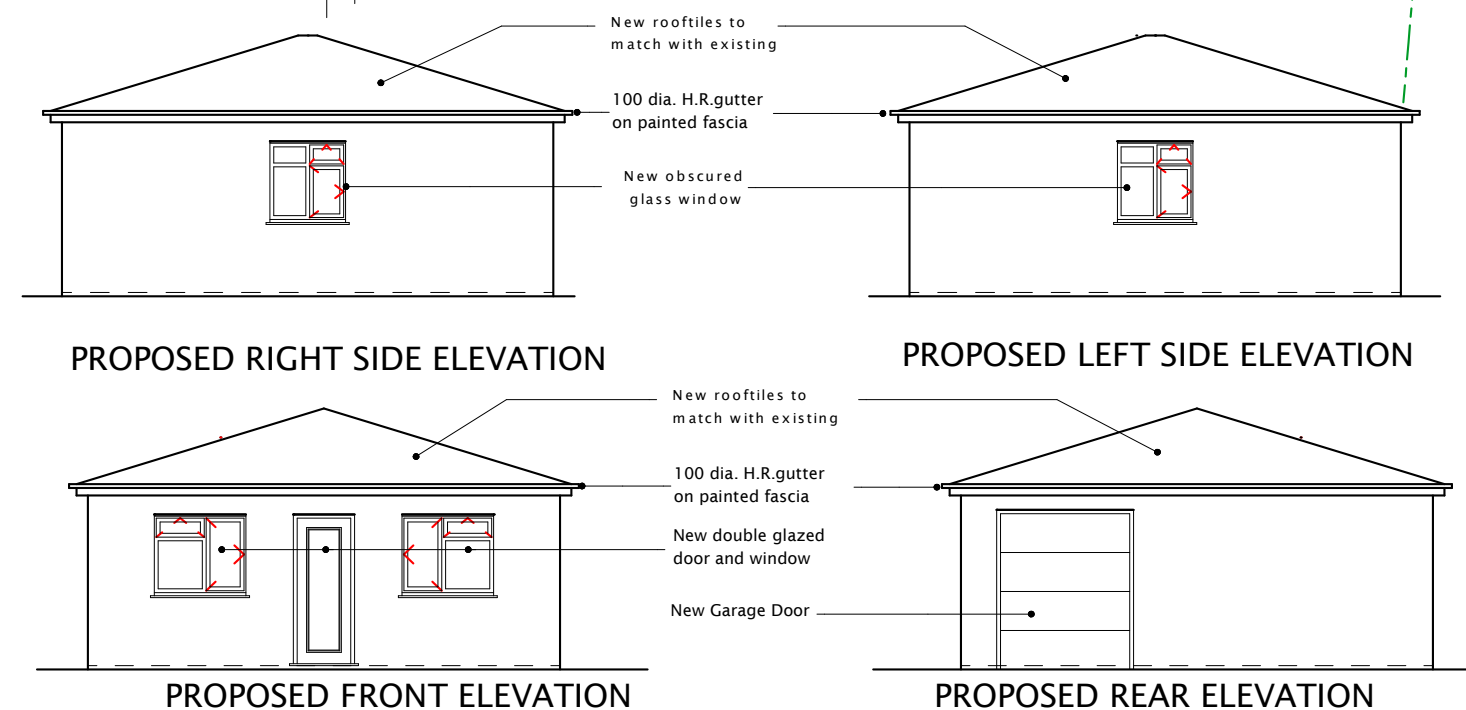 New rooftiles to
match with existing
100 dia. H.R.gutter
on painted fascia
New obscured
glass window
PROPOSED RIGHT SIDE ELEVATION
PROPOSED LEFT SIDE ELEVATION
New rooftiles to
match with existing
100 dia. H.R.gutter
on painted fascia
New double glazed
door and window
New Garage Door
PROPOSED FRONT ELEVATION
PROPOSED REAR ELEVATION